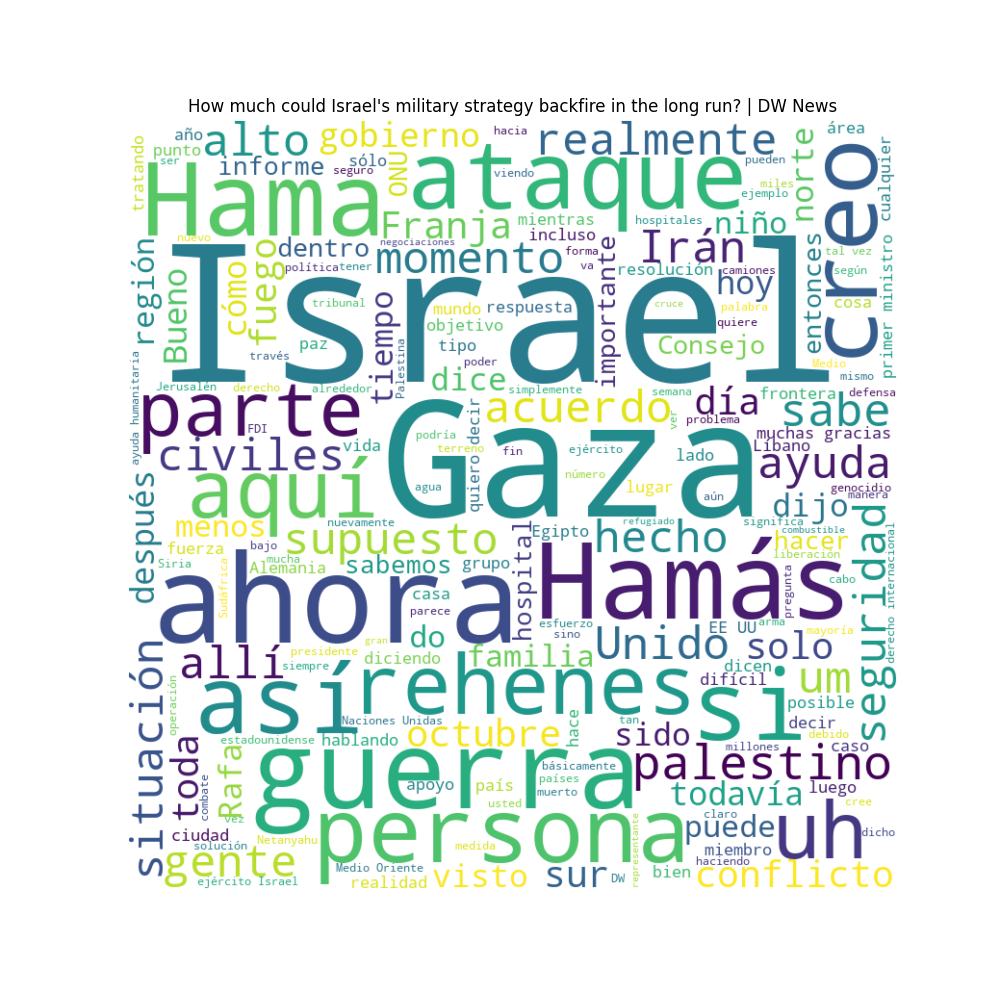 How much could Israel's military strategy backfire in the long run? | DW News
año
alto
gobierno
hacia
realmente
área
tratando
punto
ser
informe
sólo
seguro
ONU
ataque
viendo
pueden
miles
ejemplo
norte
creo
cualquier
Hama
Franja
mientras
incluso
hospitales
niño
nuevo
dentro
negociaciones
momento
forma
va
importante
Irán
resolución
camiones
hoy
entonces
tal vez
según
cosa
primer ministro
región
Bueno
cómo
fuego
política
tener
tribunal
Israel
tiempo
Palestina
mundo
respuesta
objetivo
tipo
poder
cruce
palabra
quiere
Consejo
Medio
mismo
paz
través
Jerusalén
derecho
alrededor
dice
simplemente
semana
frontera
defensa
ayuda humanitaria
parte
FDI
acuerdo
ver
día
problema
sabe
muchas gracias
Líbano
civiles
vida
podría
terreno
decir
quiero
fin
ejército
lado
ayuda
genocidio
manera
aquí
Gaza
agua
número
lugar
aún
dijo
después
menos
nuevamente
supuesto
hospital
Egipto
refugiado
hecho
significa
combustible
hacer
liberación
seguridad
derecho internacional
fuerza
bajo
mucha
Siria
Alemania
sabemos
grupo
Sudáfrica
ahora
casa
parece
Hamás
pregunta
cabo
esfuerzo
sino
do
Unido
EE UU
arma
solo
mayoría
situación
allí
presidente
gran
siempre
diciendo
familia
dicen
difícil
um
posible
operación
así
rehenes
si
Naciones Unidas
octubre
hace
tan
sido
decir
debido
toda
combate
Rafa
estadounidense
hablando
guerra
básicamente
millones
caso
palestino
apoyo
país
países
muerto
todavía
luego
cree
vez
usted
ciudad
solución
Netanyahu
persona
medida
representante
claro
puede
miembro
haciendo
uh
dicho
gente
ejército Israel
Medio Oriente
realidad
visto
sur
DW
bien
conflicto